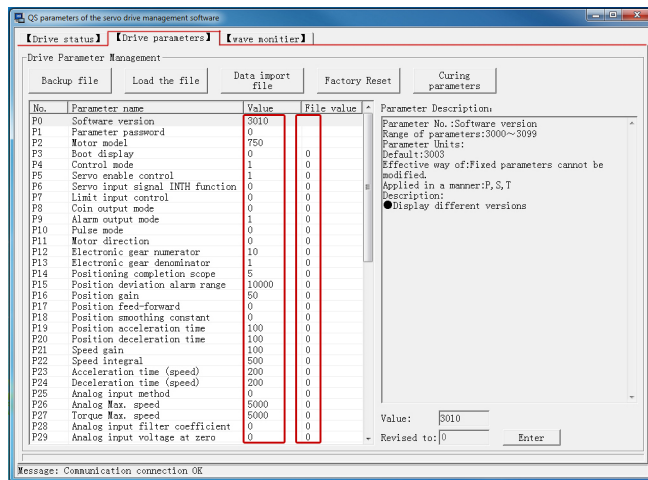 QS parameters of the servo drive management software
【Drive status】 【Drive parameters】 【wave monitier】
Drive Parameter Management
Backup file Load the file Data import file Factory Reset Curing parameters
No. Parameter name Value File value Parameter Description:
P0 Software version 3010
P1 Parameter password 0
P2 Motor model 750
P3 Boot display 0 0
P4 Control mode 1 0
P5 Servo enable control 1 0
P6 Servo input signal INTH function 0 0
P7 Limit input control 0 0
P8 Coin output mode 0 0
P9 Alarm output mode 1 0
P10 Pulse mode 0 0
P11 Motor direction 0 0
P12 Electronic gear numerator 10 0
P13 Electronic gear denominator 1 0
P14 Positioning completion scope 5 0
P15 Position deviation alarm range 10000 0
P16 Position gain 50 0
P17 Position feed-forward 0 0
P18 Position smoothing constant 0 0
P19 Position acceleration time 100 0
P20 Position deceleration time 100 0
P21 Speed gain 100 0
P22 Speed integral 500 0
P23 Acceleration time (speed) 200 0
P24 Deceleration time (speed) 200 0
P25 Analog input method 0 0
P26 Analog Max. speed 5000 0
P27 Torque Max. speed 5000 0
P28 Analog input filter coefficient 0 0
P29 Analog input voltage at zero 0 0
Parameter No.:Software version
Range of parameters:3000～3099
Parameter Units:
Default:3003
Effective way of:Fixed parameters cannot be
modified.
Applied in a manner:P,S,T
Description:
●Display different versions
Value: 3010
Revised to: 0 Enter
Message: Communication connection OK